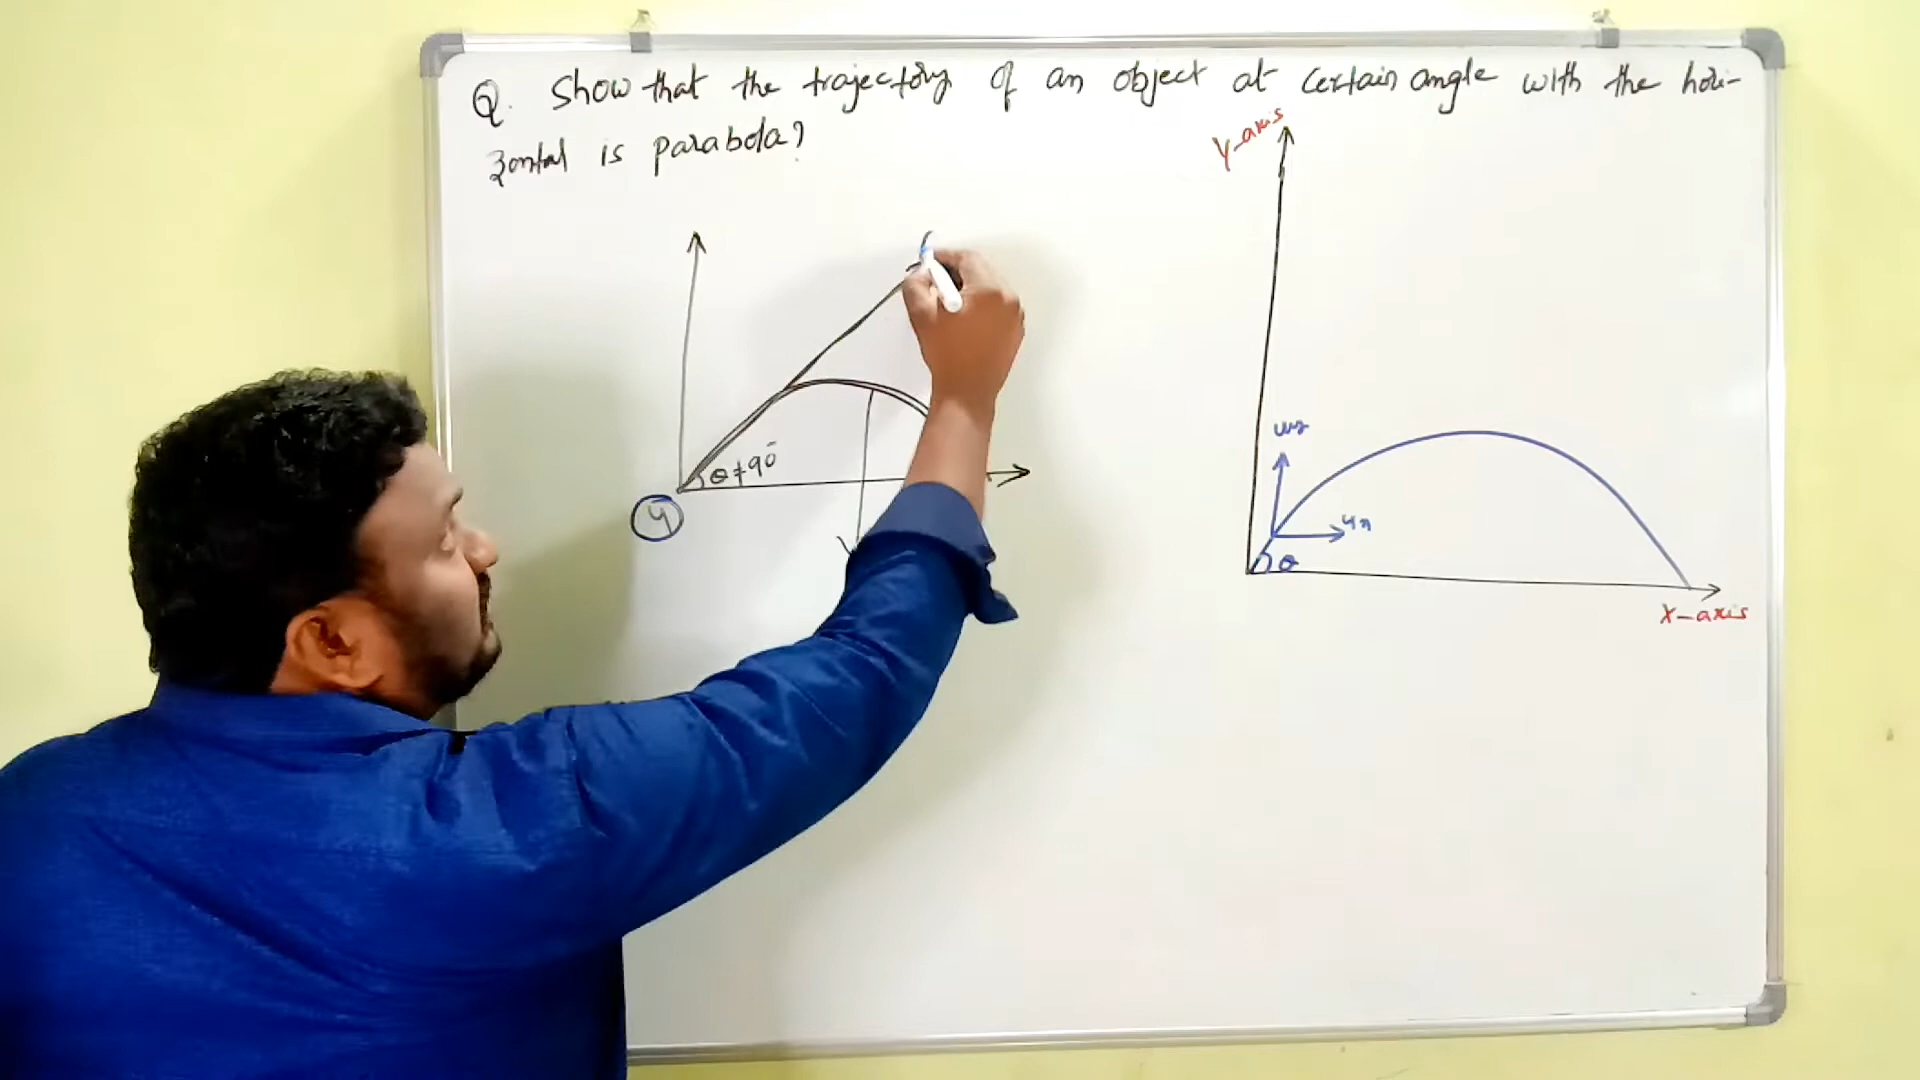 Q. Show that the trajectory of an object at certain angle with the hori-
zontal is parabola?
Y-axis
θ≠90°
u
uy
ux
θ
X-axis